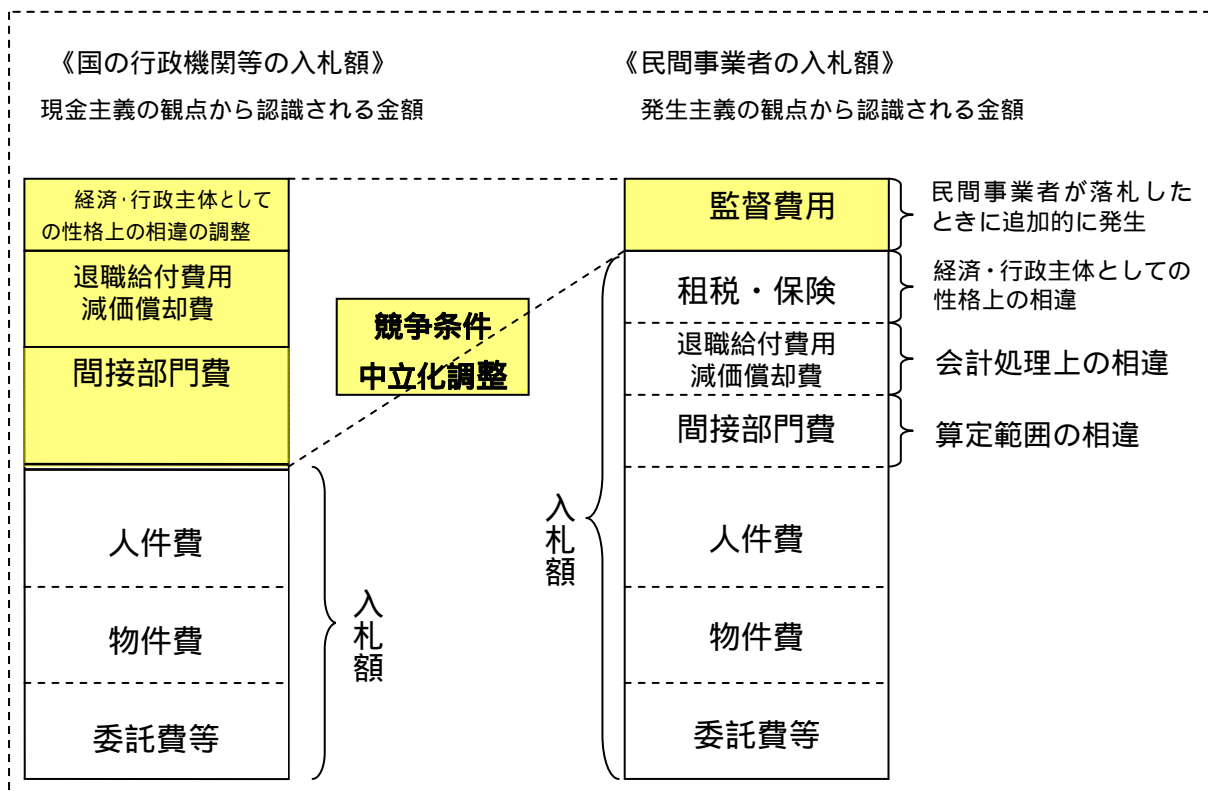 《国の行政機関等の入札額》
現金主義の観点から認識される金額
経済・行政主体として
の性格上の相違の調整
退職給付費用
減価償却費
間接部門費
人件費
物件費
委託費等
入札額
競争条件
中立化調整
《民間事業者の入札額》
発生主義の観点から認識される金額
監督費用
租税・保険
退職給付費用
減価償却費
間接部門費
人件費
物件費
委託費等
入札額
民間事業者が落札した
ときに追加的に発生
経済・行政主体としての
性格上の相違
会計処理上の相違
算定範囲の相違